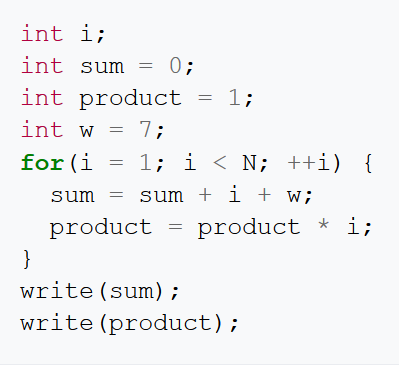 int i;
int sum = 0;
int product = 1;
int w = 7;
for(i = 1; i < N; ++i) {
  sum = sum + i + w;
  product = product * i;
}
write(sum);
write(product);